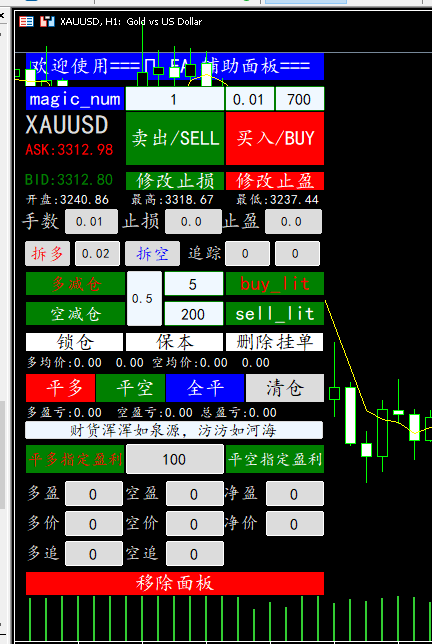 XAUUSD, H1: Gold vs US Dollar
欢迎使用=== EA 辅助面板===
magic_num 1 0.01 700
XAUUSD 卖出/SELL 买入/BUY
ASK:3312.98
BID:3312.80 修改止损 修改止盈
开盘:3240.86 最高:3318.67 最低:3237.44
手数 0.01 止损 0.0 止盈 0.0
拆多 0.02 拆空 追踪 0 0
多减仓 0.5 5 buy_lit
空减仓 200 sell_lit
锁仓 保本 删除挂单
多均价:0.00 0.00 空均价:0.00 0.00
平多 平空 全平 清仓
多盈亏:0.00 空盈亏:0.00 总盈亏:0.00
财货浑浑如泉源，汸汸如河海
平多指定盈利 100 平空指定盈利
多盈 0 空盈 0 净盈 0
多价 0 空价 0 净价 0
多追 0 空追 0
移除面板